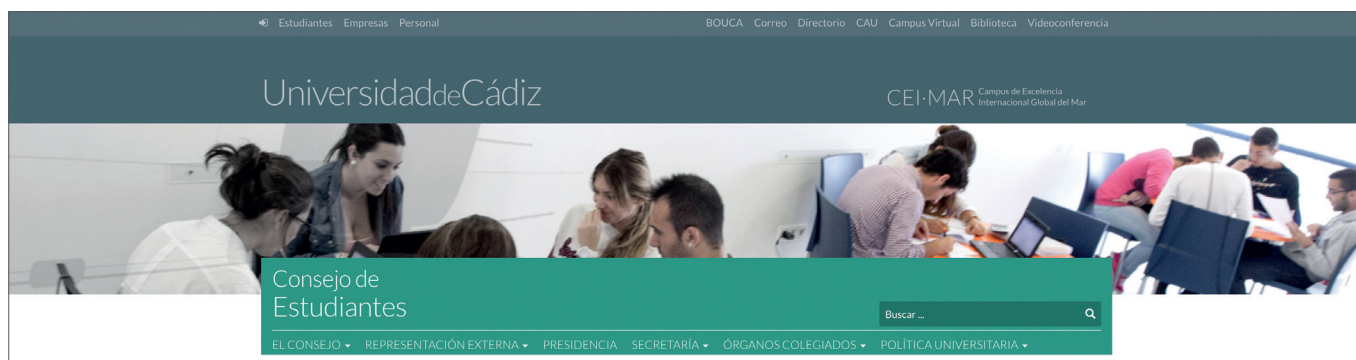 Estudiantes Empresas Personal BOUCA Correo Directorio CAU Campus Virtual Biblioteca Videoconferencia
UniversidaddeCádiz
CEI·MAR Campus de Excelencia
Internacional Global del Mar
Consejo de
Estudiantes
Buscar ...
EL CONSEJO REPRESENTACIÓN EXTERNA PRESIDENCIA SECRETARÍA ÓRGANOS COLEGIADOS POLÍTICA UNIVERSITARIA